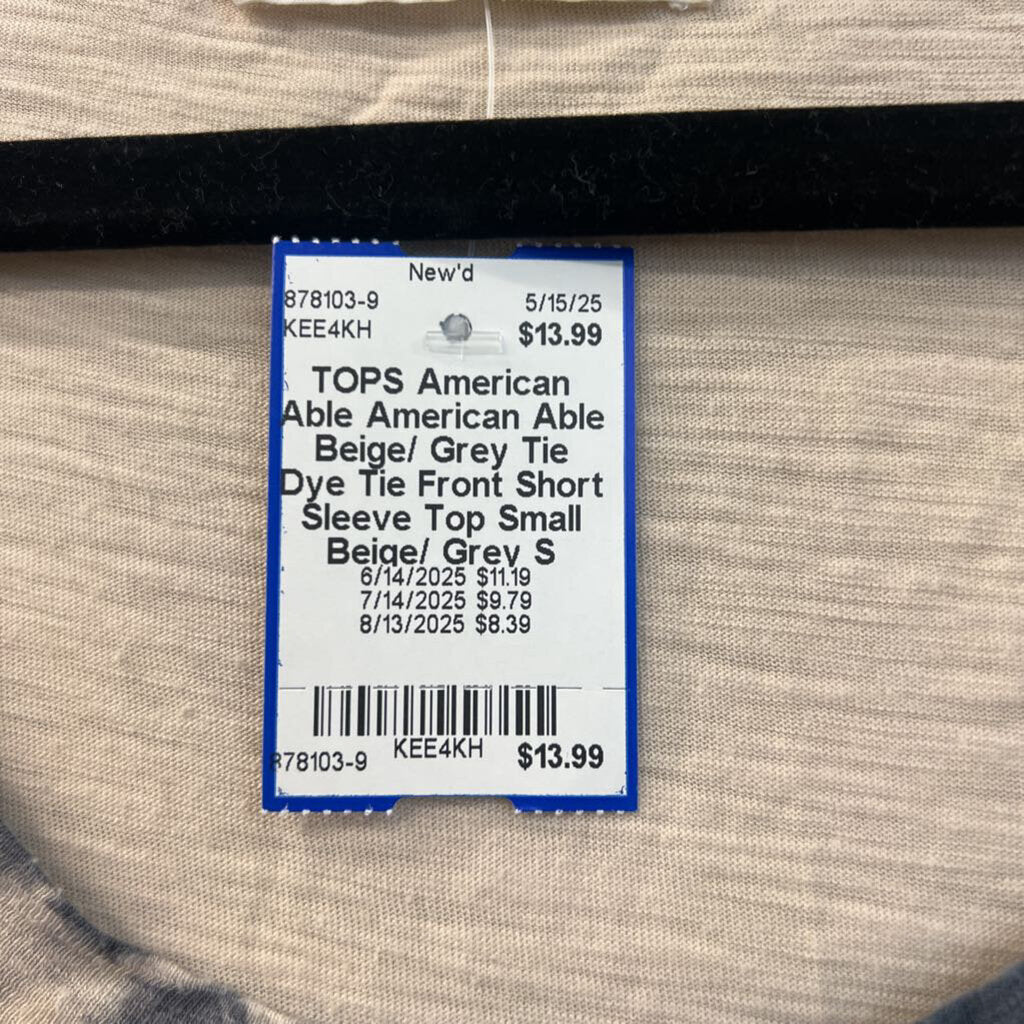 New'd
878103-9 5/15/25
KEE4KH $13.99
TOPS American
Able American Able
Beige/ Grey Tie
Dye Tie Front Short
Sleeve Top Small
Beige/ Grey S
6/14/2025 $11.19
7/14/2025 $9.79
8/13/2025 $8.39
878103-9 KEE4KH $13.99